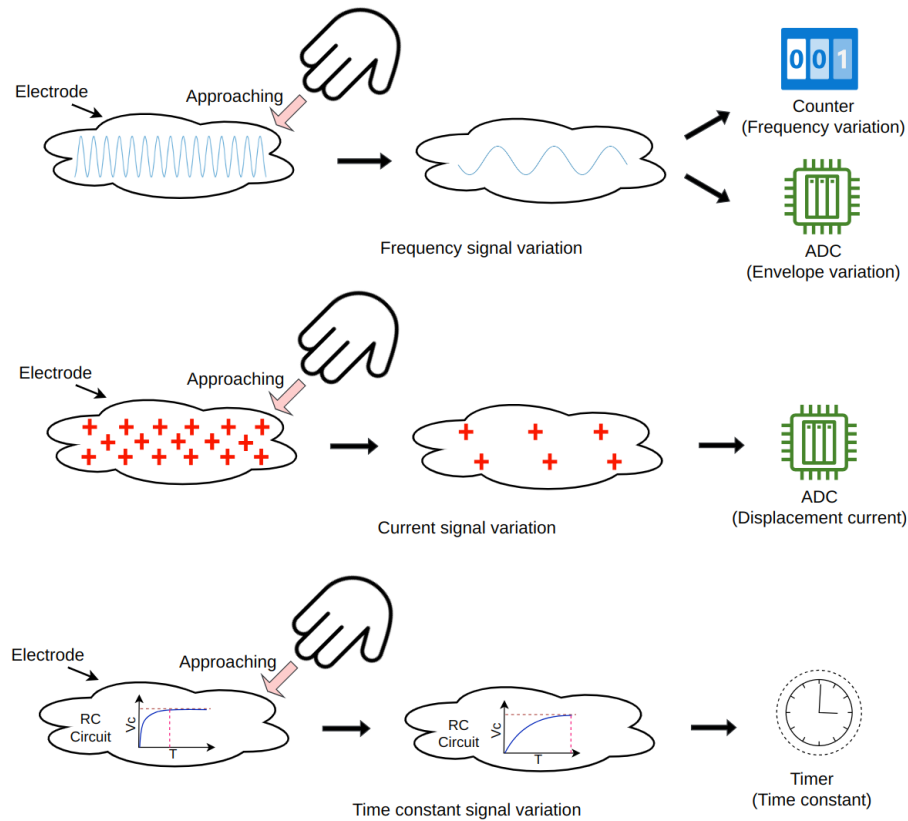 001
Electrode
Approaching
Counter
(Frequency variation)
ADC
(Envelope variation)
Frequency signal variation
Electrode
Approaching
ADC
(Displacement current)
Current signal variation
Electrode
Approaching
RC
Circuit
Vc
T
RC
Circuit
Vc
T
Timer
(Time constant)
Time constant signal variation